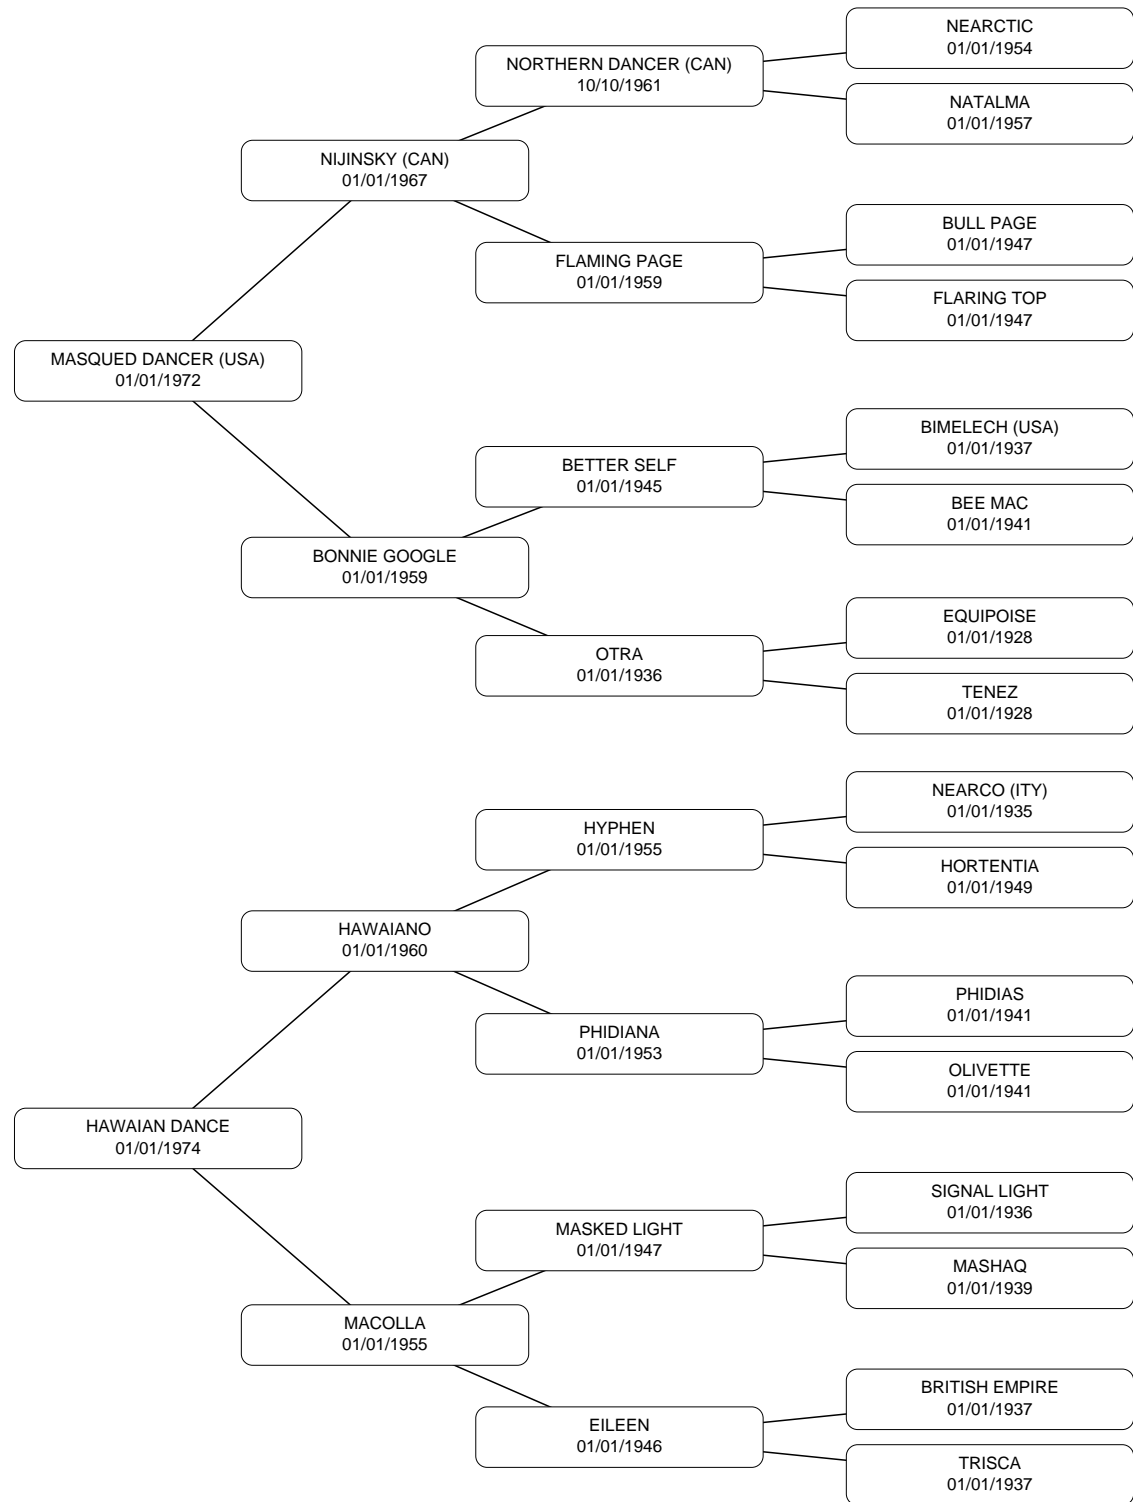 NEARCTIC
01/01/1954
NORTHERN DANCER (CAN)
10/10/1961
NATALMA
01/01/1957
NIJINSKY (CAN)
01/01/1967
BULL PAGE
01/01/1947
FLAMING PAGE
01/01/1959
FLARING TOP
01/01/1947
MASQUED DANCER (USA)
01/01/1972
BIMELECH (USA)
01/01/1937
BETTER SELF
01/01/1945
BEE MAC
01/01/1941
BONNIE GOOGLE
01/01/1959
EQUIPOISE
01/01/1928
OTRA
01/01/1936
TENEZ
01/01/1928
NEARCO (ITY)
01/01/1935
HYPHEN
01/01/1955
HORTENTIA
01/01/1949
HAWAIANO
01/01/1960
PHIDIAS
01/01/1941
PHIDIANA
01/01/1953
OLIVETTE
01/01/1941
HAWAIAN DANCE
01/01/1974
SIGNAL LIGHT
01/01/1936
MASKED LIGHT
01/01/1947
MASHAQ
01/01/1939
MACOLLA
01/01/1955
BRITISH EMPIRE
01/01/1937
EILEEN
01/01/1946
TRISCA
01/01/1937